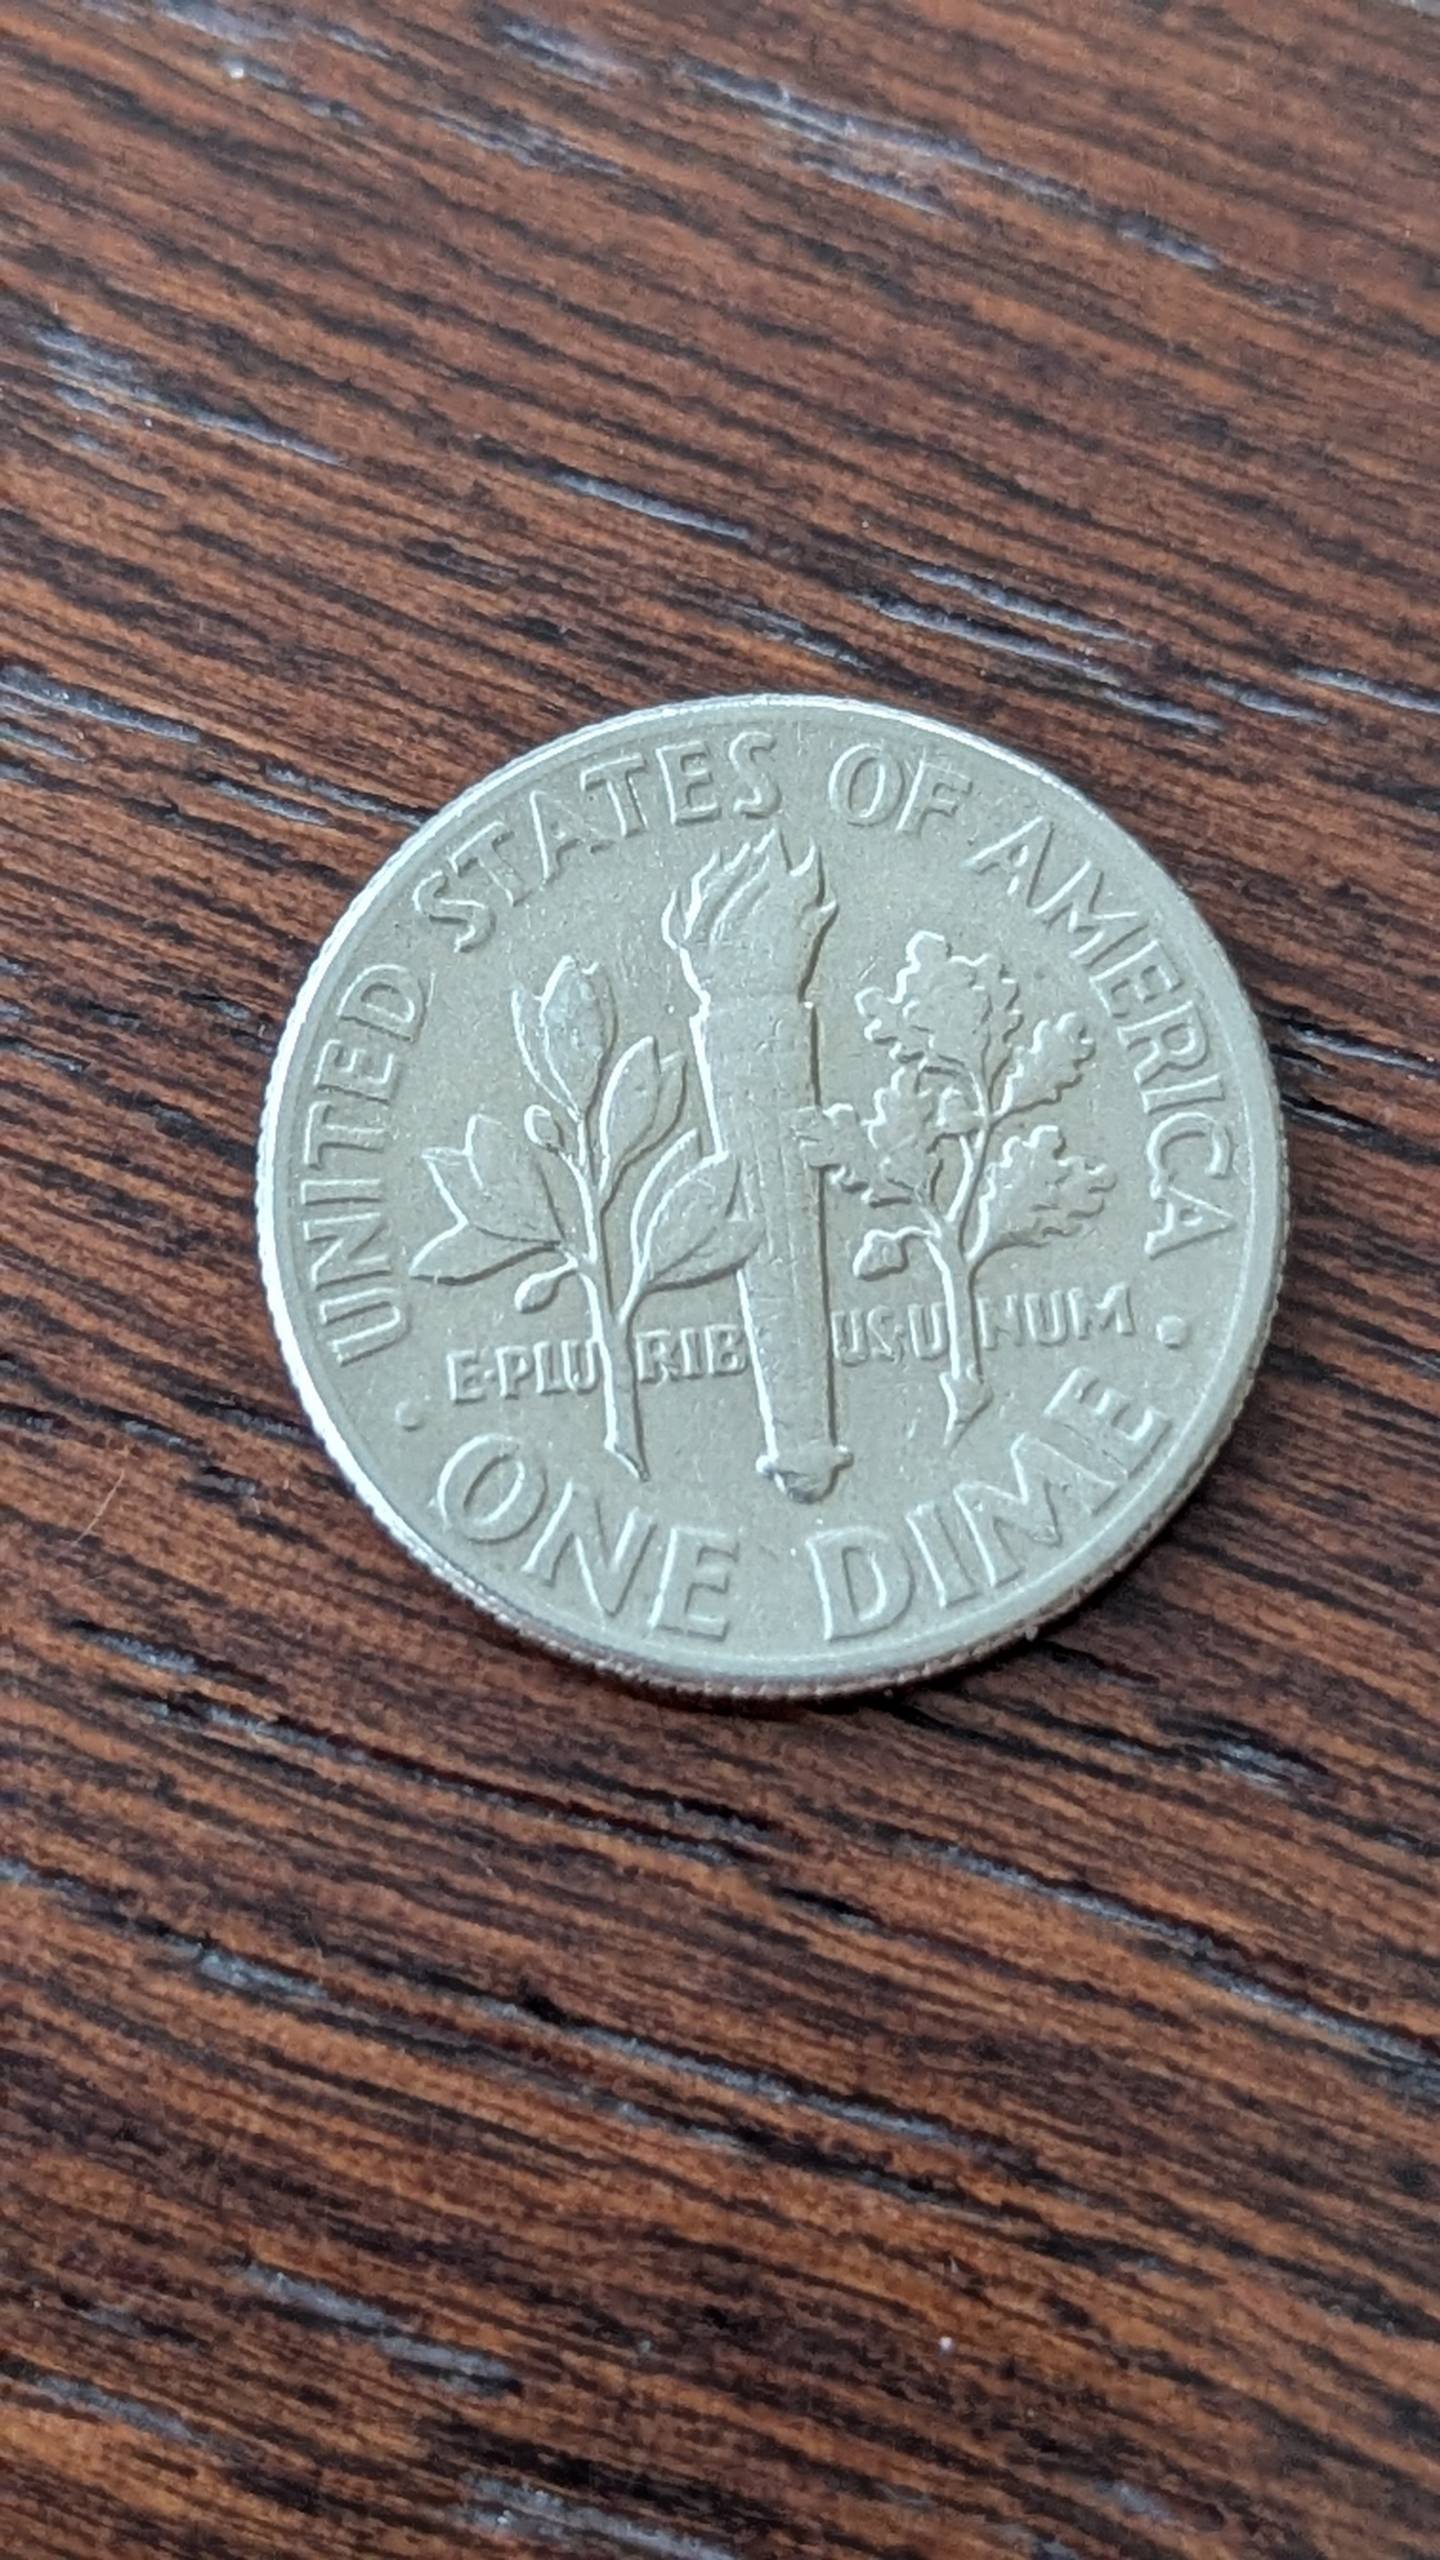 UNITED STATES OF AMERICA
E·PLURIBUS·UNUM
· ONE DIME ·